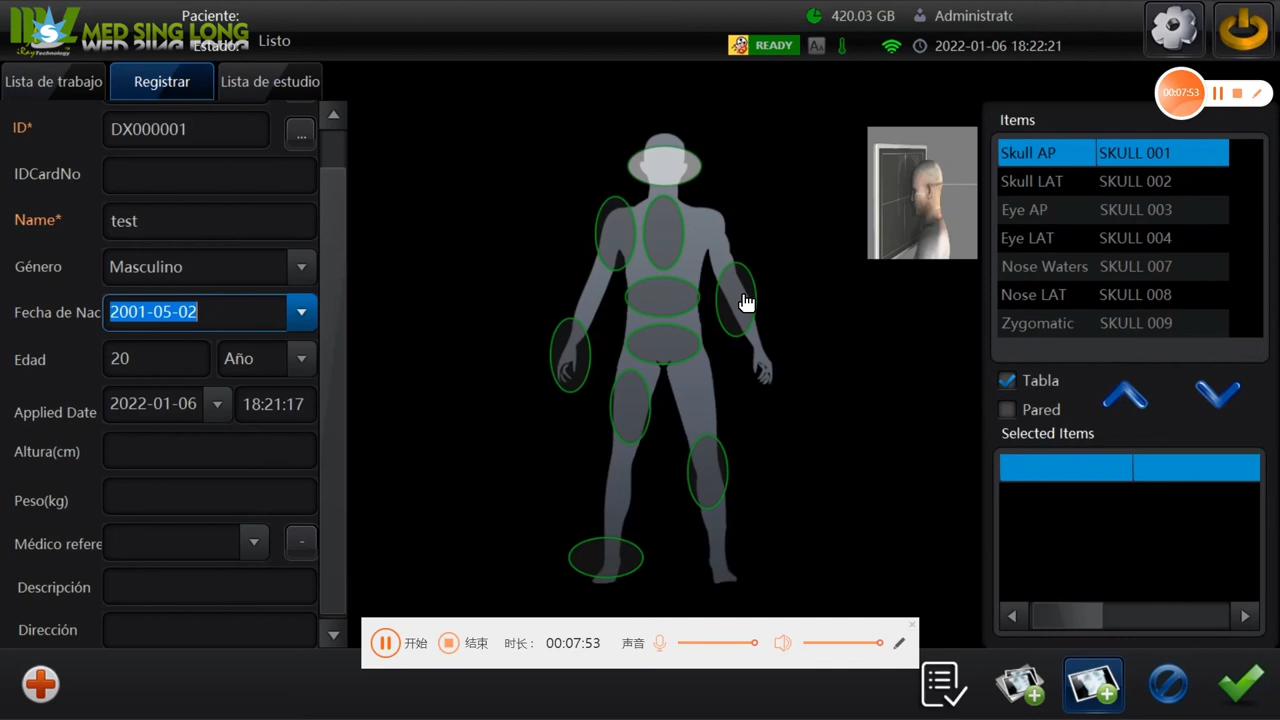 Paciente:
MED SING LONG
iRay Technology
Estado:
Listo
420.03 GB
Administratc
READY
2022-01-06 18:22:21
Lista de trabajo
Registrar
Lista de estudio
00:07:53
ID*
DX000001
...
IDCardNo
Name*
test
Género
Masculino
Fecha de Nac
2001-05-02
Edad
20
Año
Applied Date
2022-01-06
18:21:17
Altura(cm)
Peso(kg)
Médico refere
-
Descripción
Dirección
Items
Skull AP SKULL 001
Skull LAT SKULL 002
Eye AP SKULL 003
Eye LAT SKULL 004
Nose Waters SKULL 007
Nose LAT SKULL 008
Zygomatic SKULL 009
Tabla
Pared
Selected Items
开始 结束 时长： 00:07:53 声音